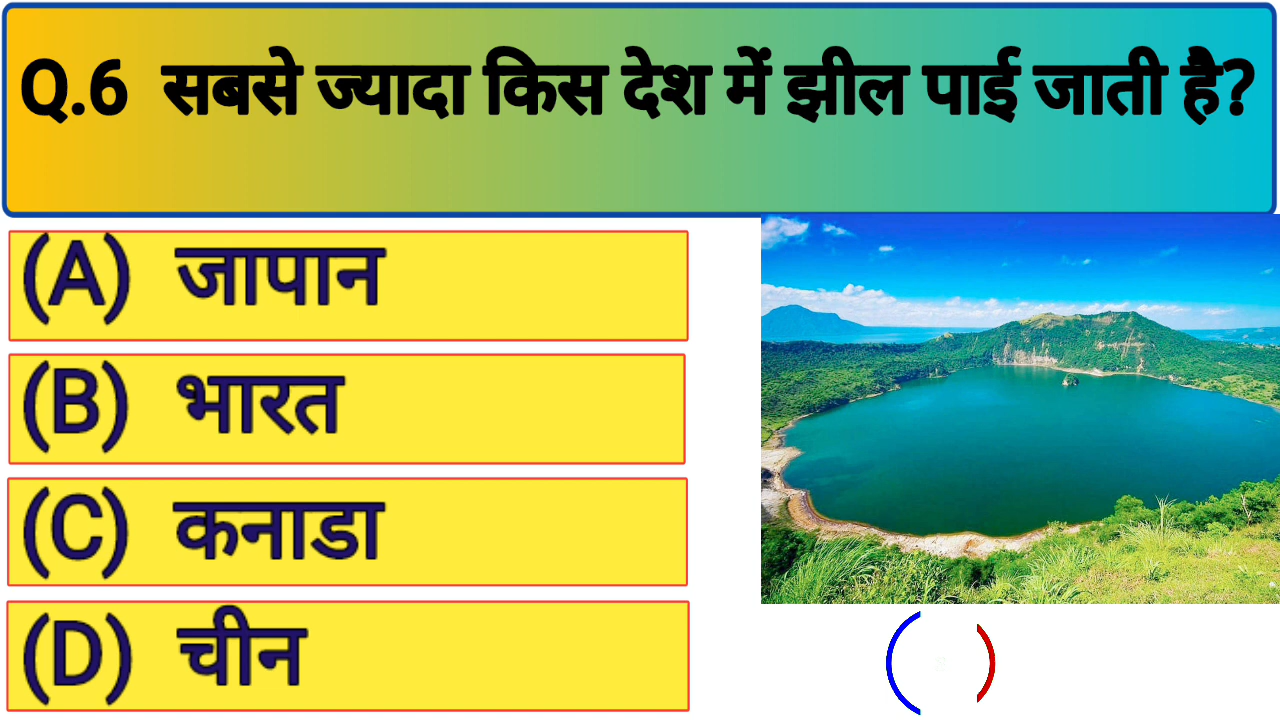 Q.6 सबसे ज्यादा किस देश में झील पाई जाती है?
(A) जापान
(B) भारत
(C) कनाडा
(D) चीन